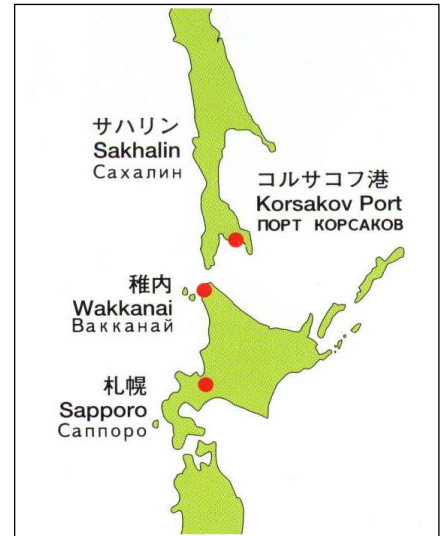 サハリン
Sakhalin
Сахалин
コルサコフ港
Korsakov Port
ПОРТ КОРСАКОВ
稚内
Wakkanai
Вакканай
札幌
Sapporo
Саппоро